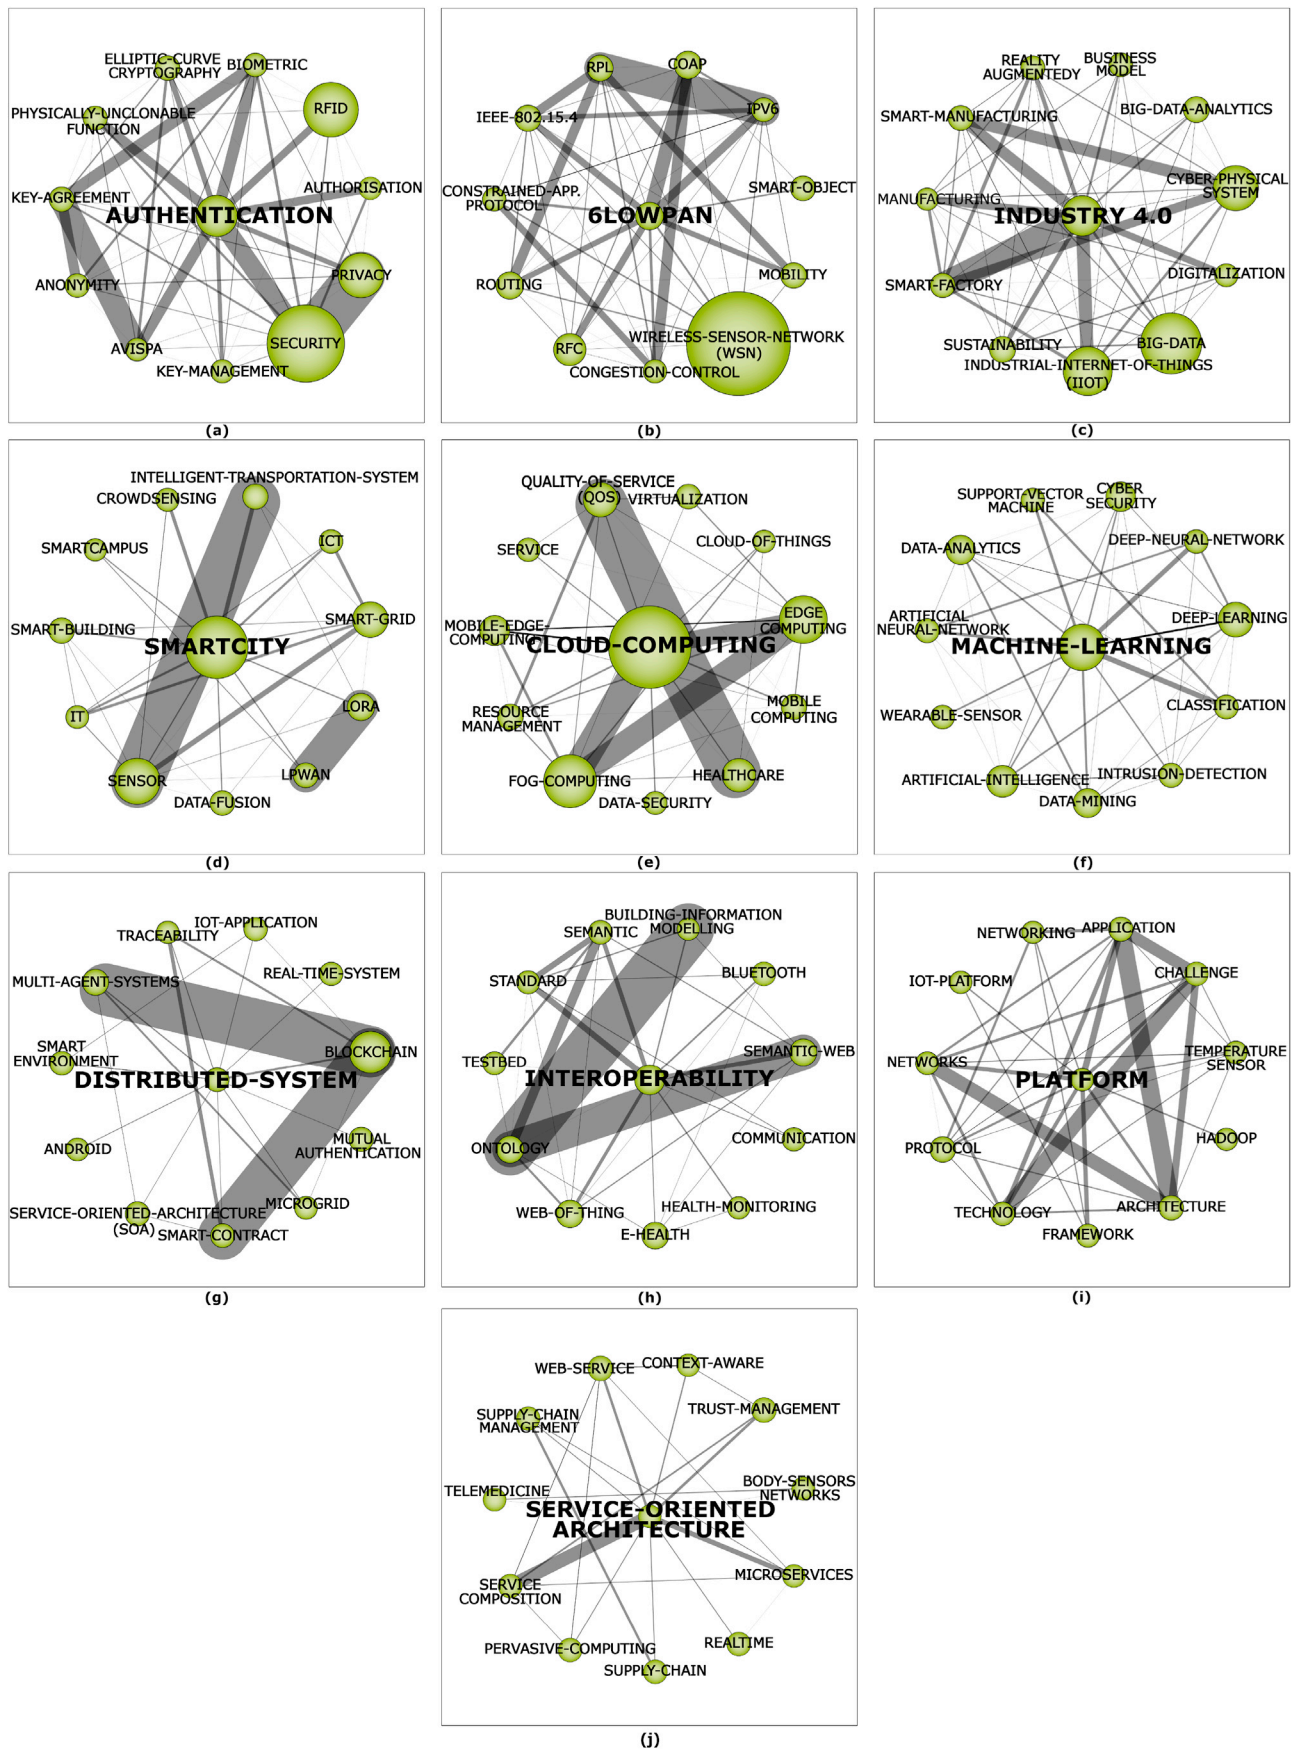 ELLIPTIC-CURVE
CRYPTOGRAPHY
BIOMETRIC
RFID
PHYSICALLY-UNCLONABLE
FUNCTION
AUTHORISATION
KEY-AGREEMENT
AUTHENTICATION
PRIVACY
ANONYMITY
SECURITY
AVISPA
KEY-MANAGEMENT
(a)
RPL
COAP
IPV6
IEEE-802.15.4
SMART-OBJECT
CONSTRAINED-APP.
PROTOCOL
6LOWPAN
MOBILITY
ROUTING
WIRELESS-SENSOR-NETWORK
(WSN)
RFC
CONGESTION-CONTROL
(b)
REALITY
AUGMENTEDY
BUSINESS
MODEL
BIG-DATA-ANALYTICS
SMART-MANUFACTURING
CYBER-PHYSICAL
SYSTEM
MANUFACTURING
INDUSTRY 4.0
DIGITALIZATION
SMART-FACTORY
BIG-DATA
SUSTAINABILITY
INDUSTRIAL-INTERNET-OF-THINGS
(IIOT)
(c)
INTELLIGENT-TRANSPORTATION-SYSTEM
CROWDSENSING
ICT
SMARTCAMPUS
SMART-GRID
SMART-BUILDING
SMARTCITY
LORA
IT
LPWAN
SENSOR
DATA-FUSION
(d)
QUALITY-OF-SERVICE
(QOS)
VIRTUALIZATION
CLOUD-OF-THINGS
SERVICE
EDGE
COMPUTING
MOBILE-EDGE-
COMPUTING
CLOUD-COMPUTING
MOBILE
COMPUTING
RESOURCE
MANAGEMENT
HEALTHCARE
FOG-COMPUTING
DATA-SECURITY
(e)
SUPPORT-VECTOR
MACHINE
CYBER
SECURITY
DEEP-NEURAL-NETWORK
DATA-ANALYTICS
DEEP-LEARNING
ARTIFICIAL
NEURAL-NETWORK
MACHINE-LEARNING
CLASSIFICATION
WEARABLE-SENSOR
INTRUSION-DETECTION
ARTIFICIAL-INTELLIGENCE
DATA-MINING
(f)
IOT-APPLICATION
TRACEABILITY
REAL-TIME-SYSTEM
MULTI-AGENT-SYSTEMS
BLOCKCHAIN
SMART
ENVIRONMENT
DISTRIBUTED-SYSTEM
MUTUAL
AUTHENTICATION
ANDROID
MICROGRID
SERVICE-ORIENTED-ARCHITECTURE
(SOA)
SMART-CONTRACT
(g)
BUILDING-INFORMATION
MODELLING
SEMANTIC
BLUETOOTH
STANDARD
SEMANTIC-WEB
TESTBED
INTEROPERABILITY
COMMUNICATION
ONTOLOGY
HEALTH-MONITORING
WEB-OF-THING
E-HEALTH
(h)
NETWORKING
APPLICATION
CHALLENGE
IOT-PLATFORM
TEMPERATURE
SENSOR
NETWORKS
PLATFORM
HADOOP
PROTOCOL
ARCHITECTURE
TECHNOLOGY
FRAMEWORK
(i)
WEB-SERVICE
CONTEXT-AWARE
TRUST-MANAGEMENT
SUPPLY-CHAIN
MANAGEMENT
BODY-SENSORS
NETWORKS
TELEMEDICINE
SERVICE-ORIENTED
ARCHITECTURE
MICROSERVICES
SERVICE
COMPOSITION
REALTIME
PERVASIVE-COMPUTING
SUPPLY-CHAIN
(j)